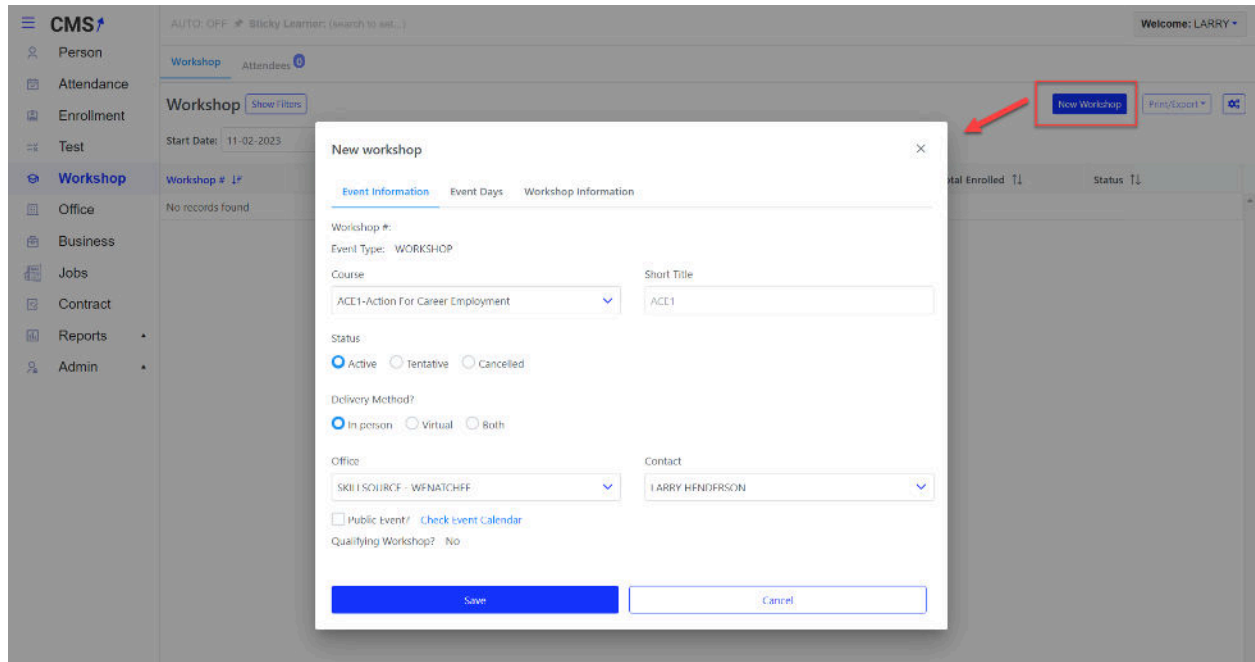 CMS
AUTO: OFF Sticky Learner: (search to set...)
Welcome: LARRY
Person
Attendance
Enrollment
Test
Workshop
Office
Business
Jobs
Contract
Reports
Admin
Workshop Attendees 0
Workshop Show Filters
New Workshop Print/Export
Start Date: 11-02-2023
Workshop #
otal Enrolled Status
No records found
New workshop
Event Information Event Days Workshop Information
Workshop #:
Event Type: WORKSHOP
Course Short Title
ACE1-Action For Career Employment ACE1
Status
Active Tentative Cancelled
Delivery Method?
In person Virtual Both
Office Contact
SKILLSOURCE - WENATCHEE LARRY HENDERSON
Public Event? Check Event Calendar
Qualifying Workshop? No
Save Cancel